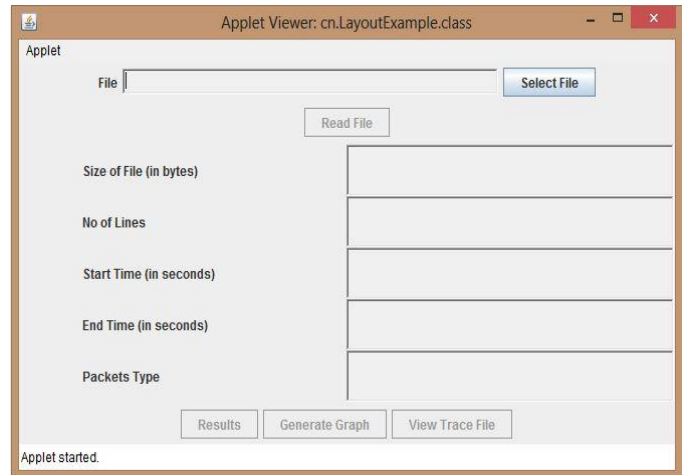 Applet Viewer: cn.LayoutExample.class
Applet
File Select File
Read File
Size of File (in bytes)
No of Lines
Start Time (in seconds)
End Time (in seconds)
Packets Type
Results Generate Graph View Trace File
Applet started.